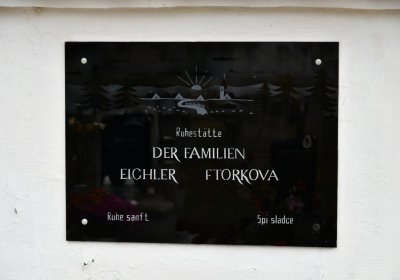 Ruhestätte
DER FAMILIEN
EICHLER FTORKOVA
Ruhe sanft Spi sladce